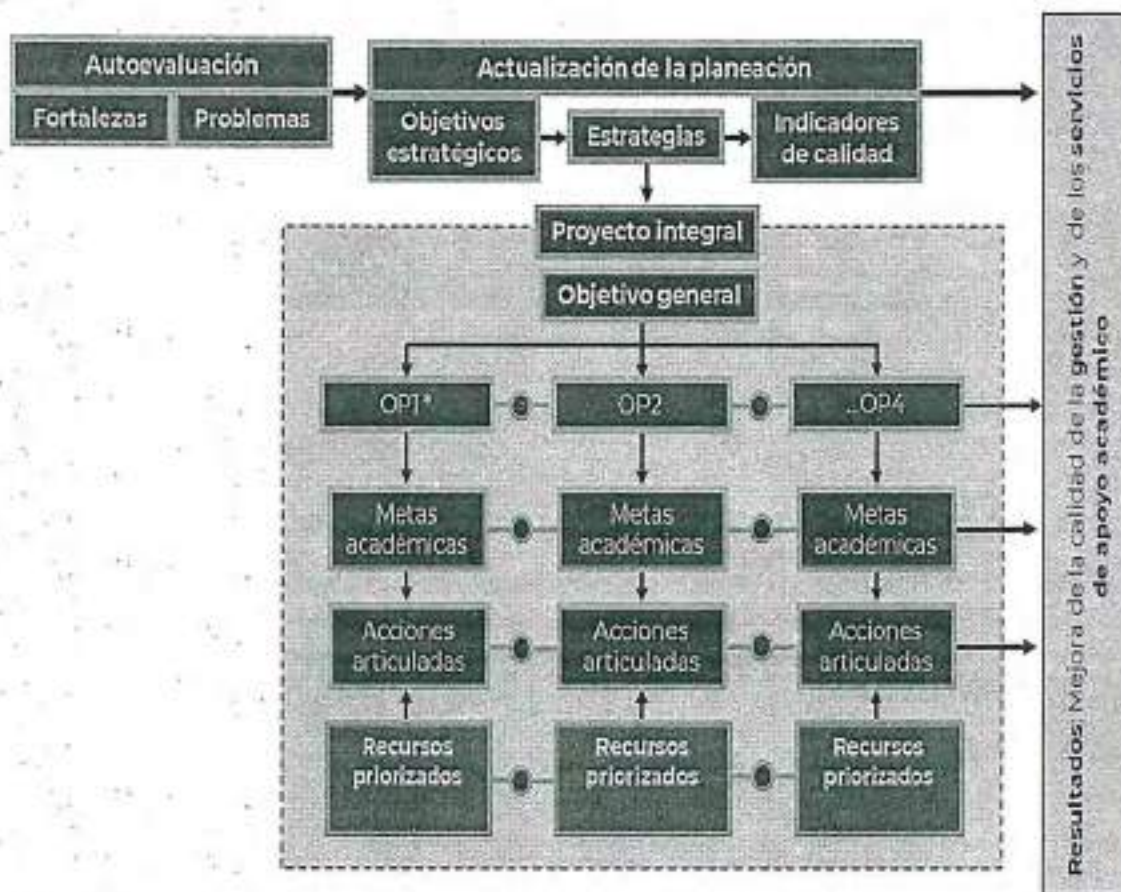 Autoevaluación
Fortalezas
Problemas
Actualización de la planeación
Objetivos
estratégicos
Estrategias
Indicadores
de calidad
Proyecto integral
Objetivo general
OP1*
OP2
...OP4
Metas
académicas
Metas
académicas
Metas
académicas
Acciones
articuladas
Acciones
articuladas
Acciones
articuladas
Recursos
priorizados
Recursos
priorizados
Recursos
priorizados
Resultados: Mejora de la calidad de la gestión y de los servicios
de apoyo académico